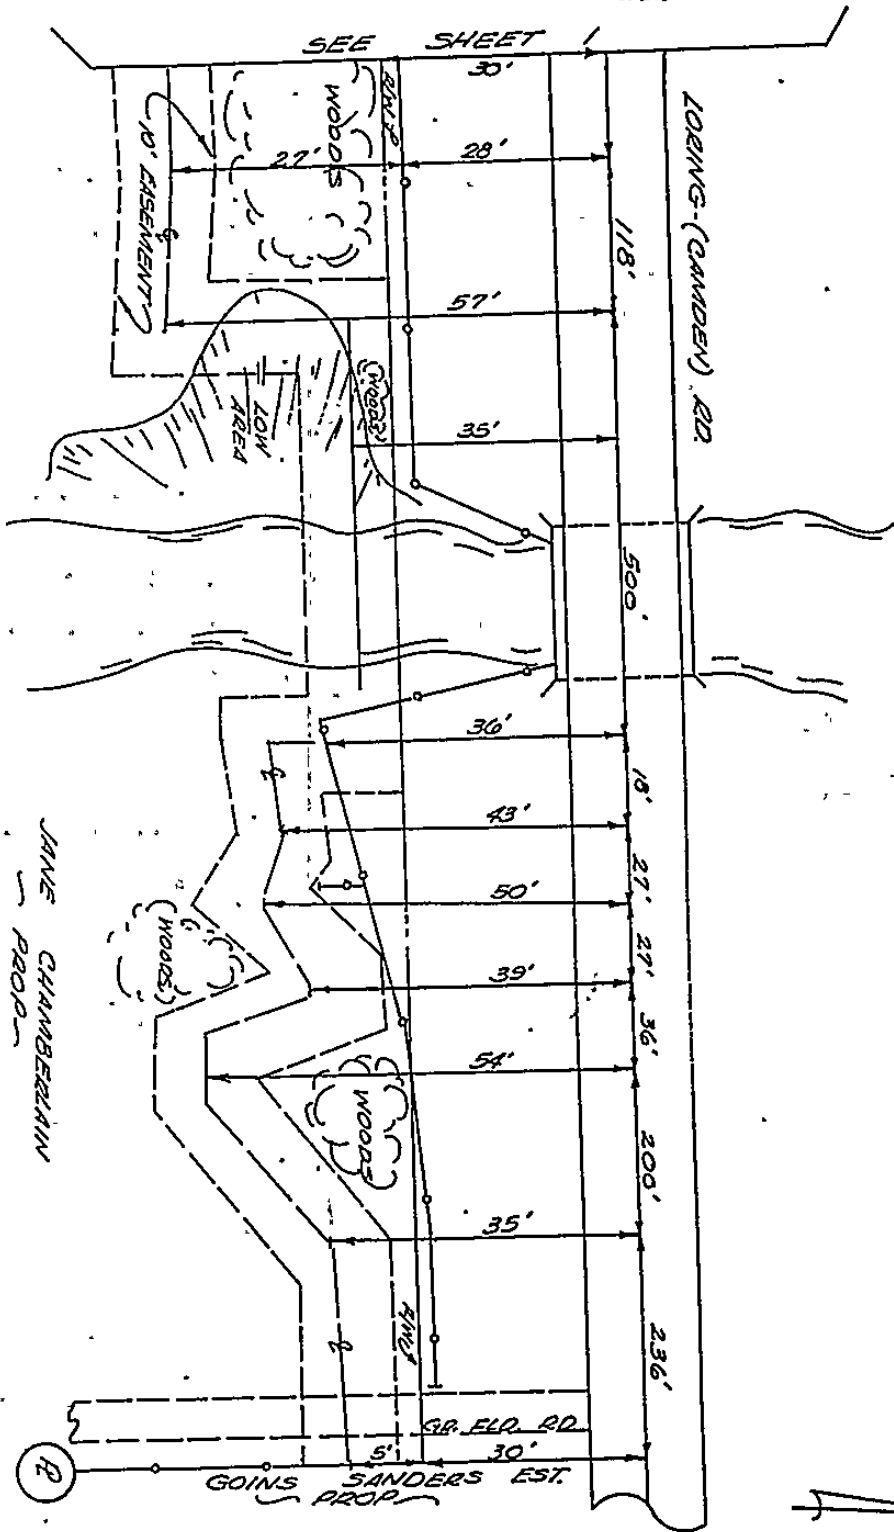 SEE SHEET 1
30'
R/W
WOODS
10' EASEMENT
27'
28'
LORING-(CAMDEN) RD.
118'
57'
(WOODS)
LOW
AREA
35'
500'
36'
18'
43'
27'
50'
(WOODS)
27'
39'
36'
54'
WOODS
JANE CHAMBERLAIN
~ PROP ~
200'
35'
R/W
236'
GR. FLD. RD
5'
30'
GOINS SANDERS EST.
~ PROP ~